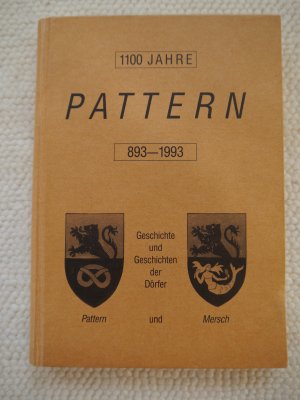 1100 JAHRE
PATTERN
893—1993
Geschichte
und
Geschichten
der
Dörfer
Pattern und Mersch